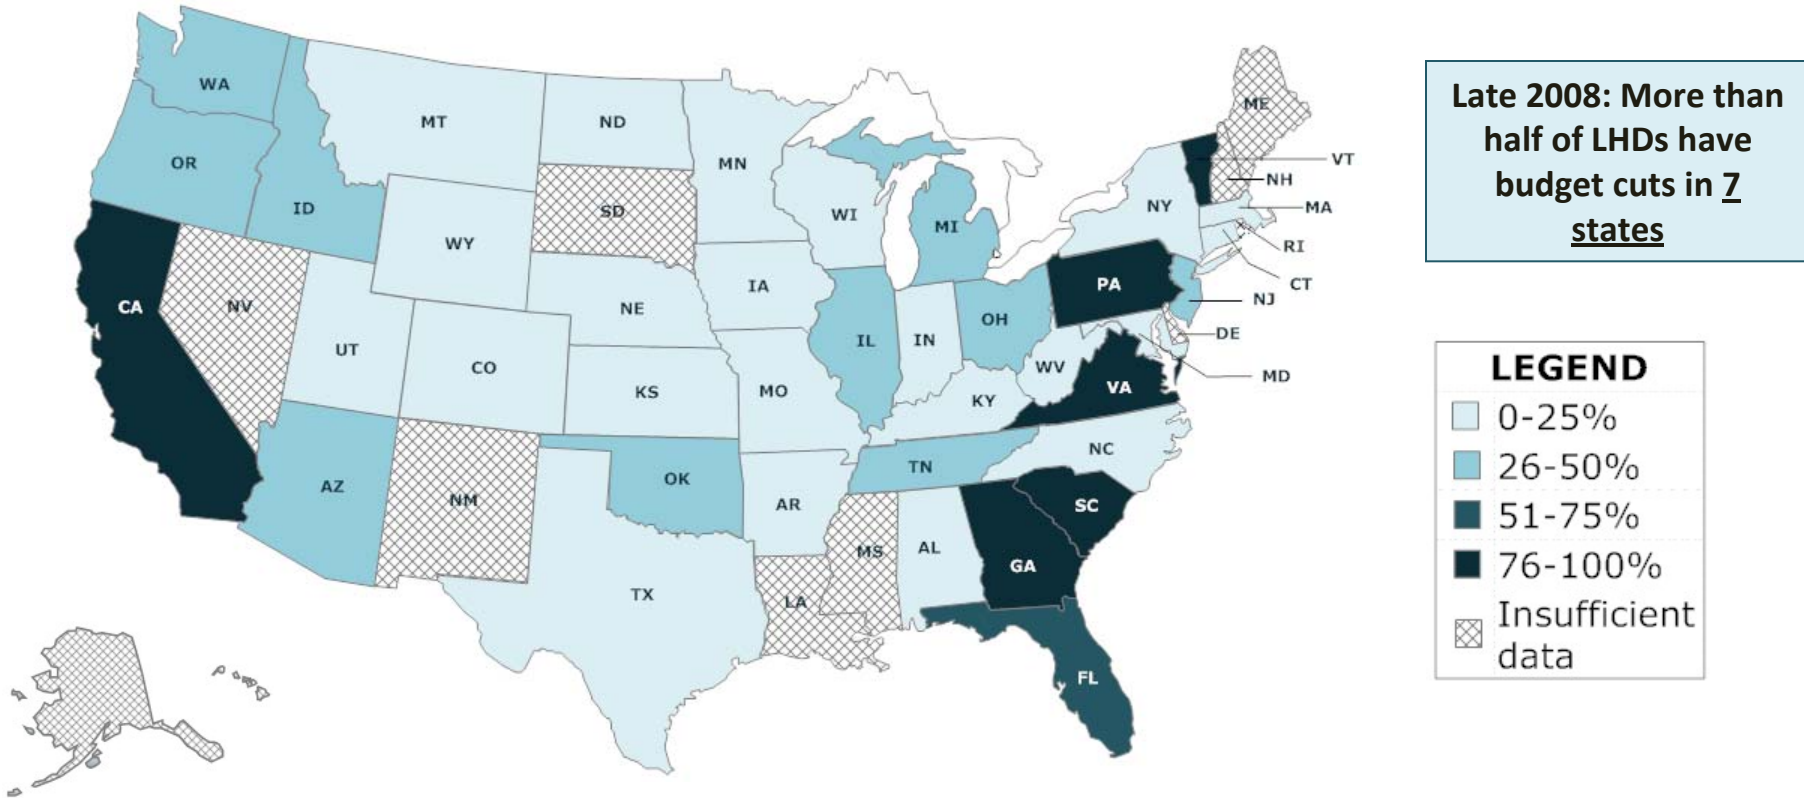 WA
MT
ND
MN
ME
OR
ID
WY
SD
WI
MI
NY
VT
NH
MA
RI
CT
NJ
DE
MD
CA
NV
UT
CO
NE
IA
IL
IN
OH
PA
WV
VA
KS
MO
KY
NC
TN
AZ
NM
OK
AR
SC
TX
LA
MS
AL
GA
FL
Late 2008: More than
half of LHDs have
budget cuts in 7
states
LEGEND
0-25%
26-50%
51-75%
76-100%
Insufficient
data